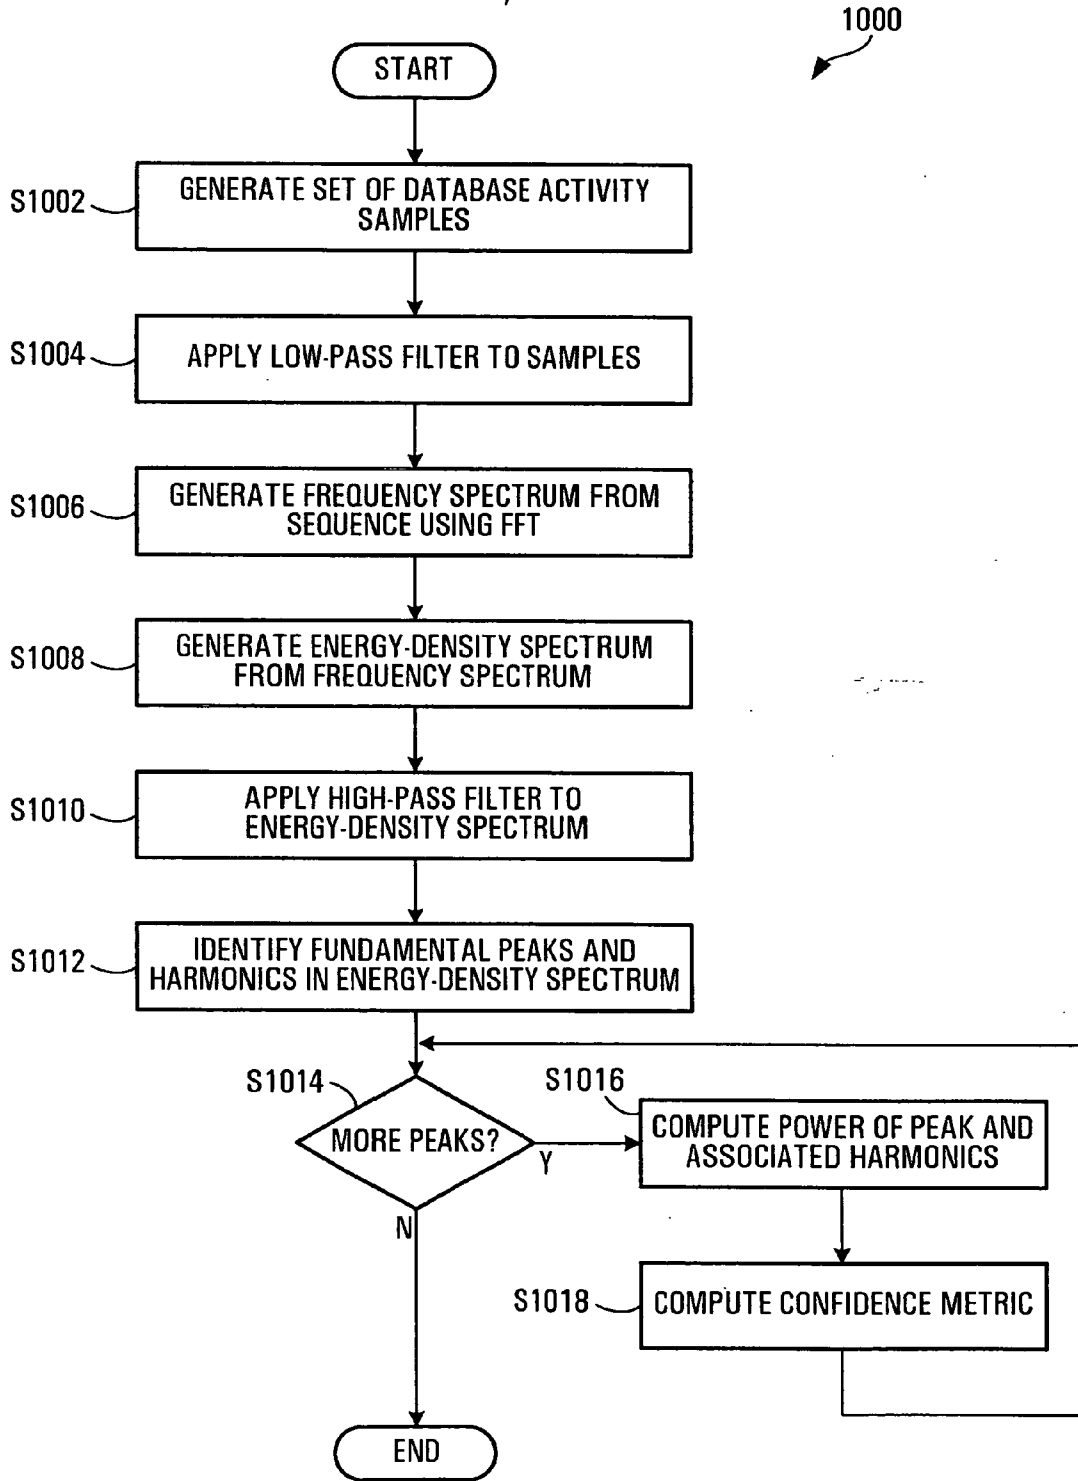 1000
START
S1002
GENERATE SET OF DATABASE ACTIVITY
SAMPLES
S1004
APPLY LOW-PASS FILTER TO SAMPLES
S1006
GENERATE FREQUENCY SPECTRUM FROM
SEQUENCE USING FFT
S1008
GENERATE ENERGY-DENSITY SPECTRUM
FROM FREQUENCY SPECTRUM
S1010
APPLY HIGH-PASS FILTER TO
ENERGY-DENSITY SPECTRUM
S1012
IDENTIFY FUNDAMENTAL PEAKS AND
HARMONICS IN ENERGY-DENSITY SPECTRUM
S1014
MORE PEAKS?
Y
N
S1016
COMPUTE POWER OF PEAK AND
ASSOCIATED HARMONICS
S1018
COMPUTE CONFIDENCE METRIC
END